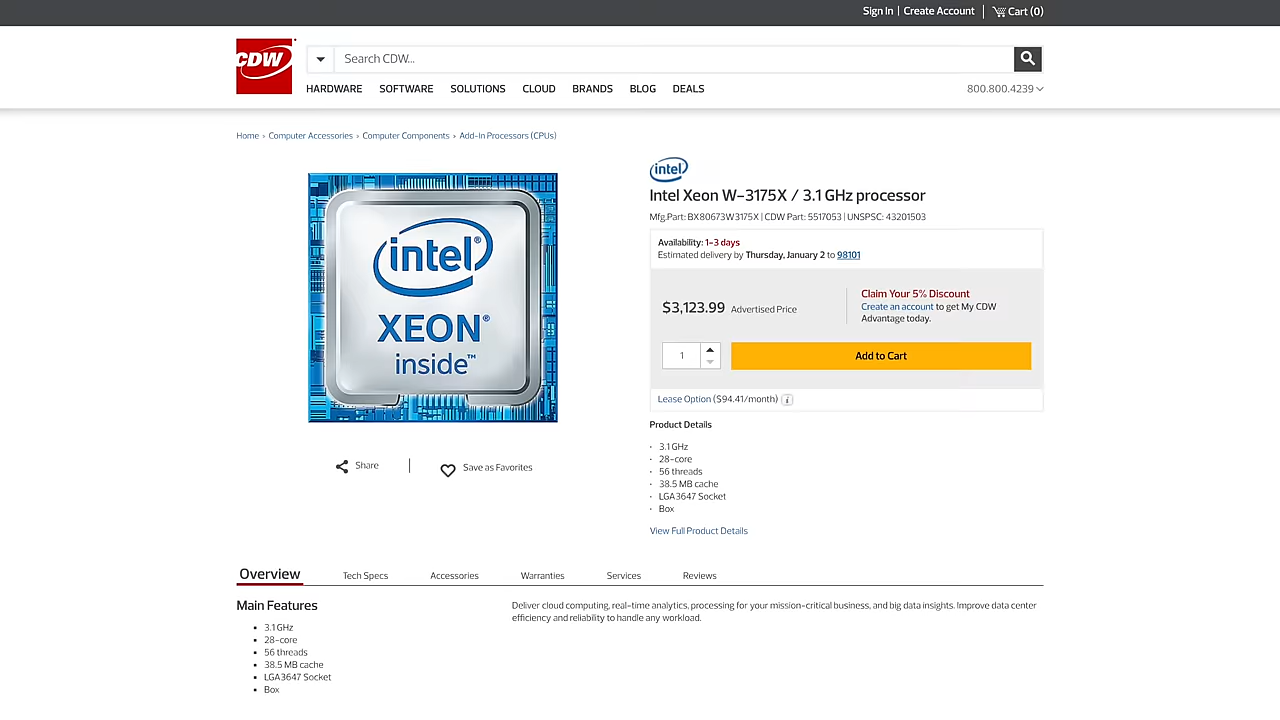 Sign In | Create Account | Cart (0)
CDW
Search CDW...
HARDWARE SOFTWARE SOLUTIONS CLOUD BRANDS BLOG DEALS
800.800.4239
Home › Computer Accessories › Computer Components › Add-In Processors (CPUs)
intel®
XEON®
inside™
Share | Save as Favorites
intel
Intel Xeon W-3175X / 3.1 GHz processor
Mfg.Part: BX80673W3175X | CDW Part: 5517053 | UNSPSC: 43201503
Availability: 1-3 days
Estimated delivery by Thursday, January 2 to 98101
$3,123.99 Advertised Price
Claim Your 5% Discount
Create an account to get My CDW
Advantage today.
1
Add to Cart
Lease Option ($94.41/month) i
Product Details
· 3.1 GHz
· 28-core
· 56 threads
· 38.5 MB cache
· LGA3647 Socket
· Box
View Full Product Details
Overview Tech Specs Accessories Warranties Services Reviews
Main Features
• 3.1 GHz
• 28-core
• 56 threads
• 38.5 MB cache
• LGA3647 Socket
• Box
Deliver cloud computing, real-time analytics, processing for your mission-critical business, and big data insights. Improve data center
efficiency and reliability to handle any workload.